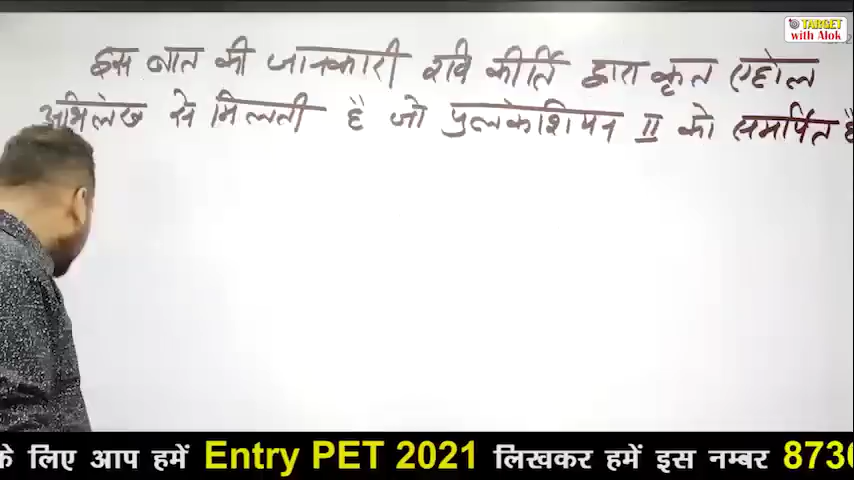 TARGET
with Alok
इस बात की जानकारी रवि कीर्ति द्वारा कृत एहोल
अभिलेख से मिलती है जो पुलकेशियन II को समर्पित है
के लिए आप हमें Entry PET 2021 लिखकर हमें इस नम्बर 8730